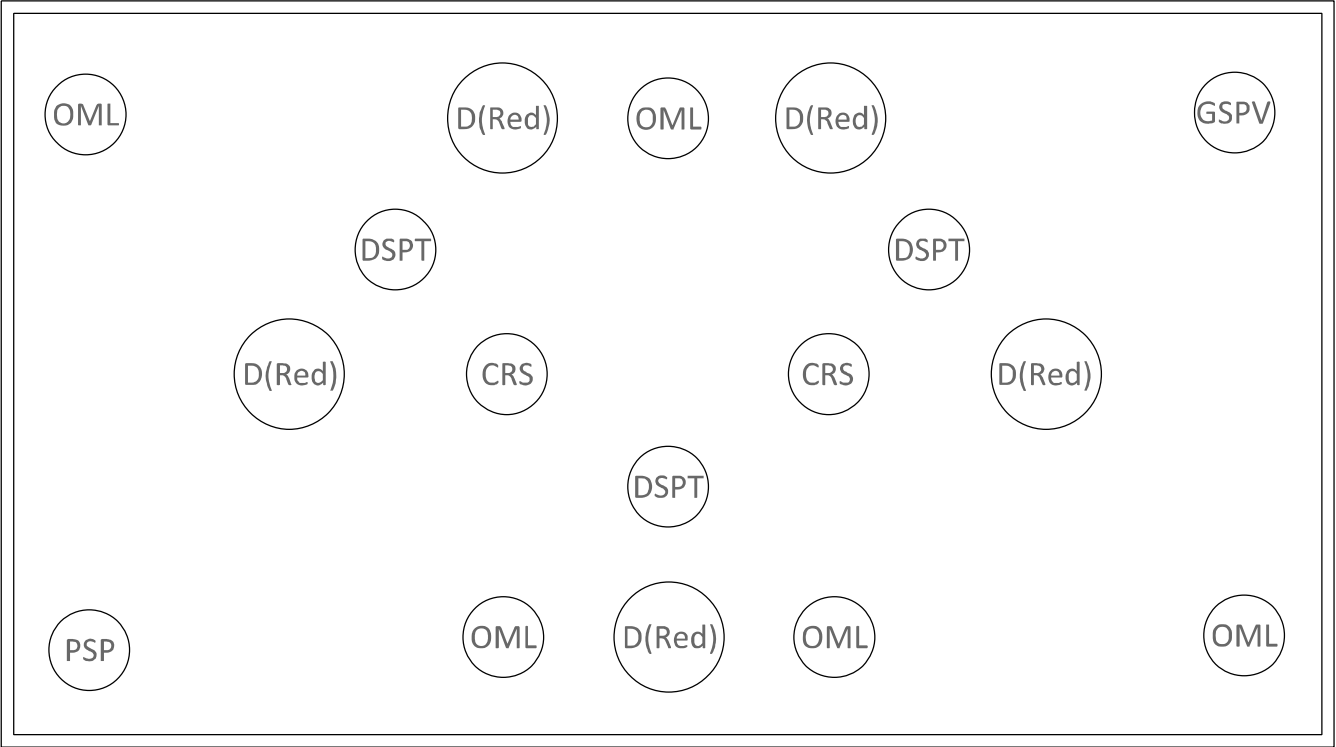 OML
D(Red)
OML
D(Red)
GSPV
DSPT
DSPT
D(Red)
CRS
CRS
D(Red)
DSPT
PSP
OML
D(Red)
OML
OML